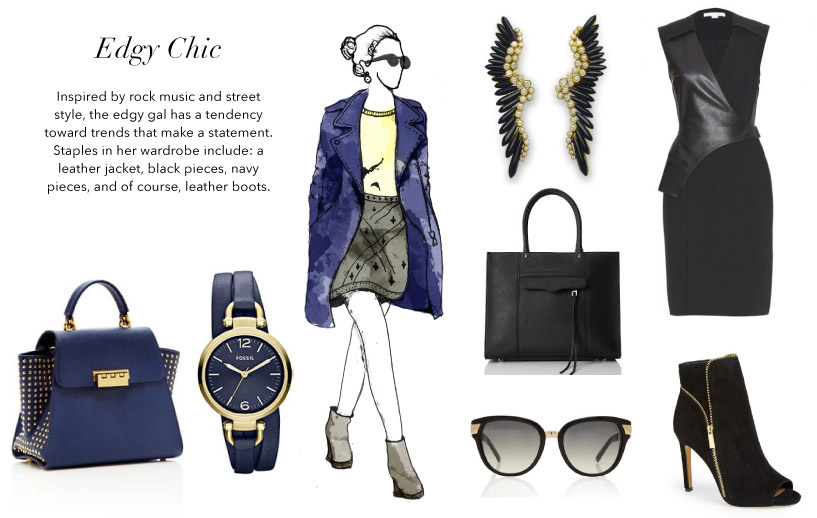 Edgy Chic
Inspired by rock music and street
style, the edgy gal has a tendency
toward trends that make a statement.
Staples in her wardrobe include: a
leather jacket, black pieces, navy
pieces, and of course, leather boots.
FOSSIL
12
6